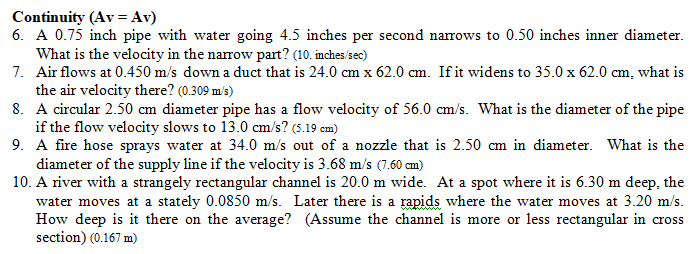 Continuity (Av = Av)
6. A 0.75 inch pipe with water going 4.5 inches per second narrows to 0.50 inches inner diameter.
What is the velocity in the narrow part? (10. inches/sec)
7. Air flows at 0.450 m/s down a duct that is 24.0 cm x 62.0 cm. If it widens to 35.0 x 62.0 cm, what is
the air velocity there? (0.309 m/s)
8. A circular 2.50 cm diameter pipe has a flow velocity of 56.0 cm/s. What is the diameter of the pipe
if the flow velocity slows to 13.0 cm/s? (5.19 cm)
9. A fire hose sprays water at 34.0 m/s out of a nozzle that is 2.50 cm in diameter. What is the
diameter of the supply line if the velocity is 3.68 m/s (7.60 cm)
10. A river with a strangely rectangular channel is 20.0 m wide. At a spot where it is 6.30 m deep, the
water moves at a stately 0.0850 m/s. Later there is a rapids where the water moves at 3.20 m/s.
How deep is it there on the average? (Assume the channel is more or less rectangular in cross
section) (0.167 m)